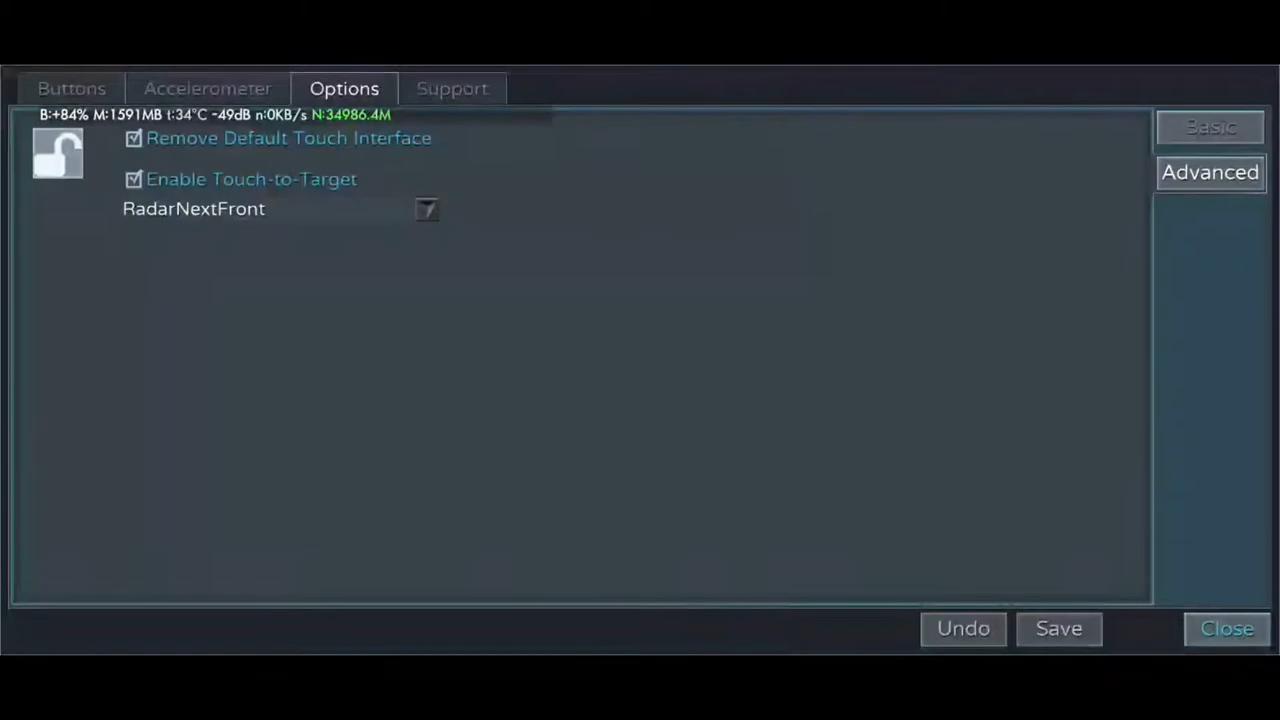 Buttons Accelerometer Options Support
B:+84% M:1591MB t:34°C -49dB n:0KB/s N:34986.4M
Basic
Remove Default Touch Interface
Advanced
Enable Touch-to-Target
RadarNextFront
Undo Save Close